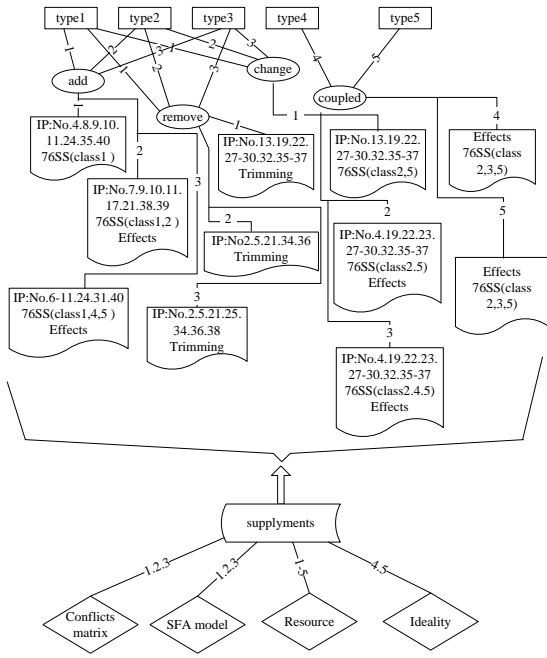 type1
type2
type3
type4
type5
1
1
1
2
2
2
3
3
3
4
5
add
remove
change
coupled
1
2
3
1
2
3
1
2
3
4
5
IP:No.4.8.9.10.
11.24.35.40
76SS(class1 )
IP:No.7.9.10.11.
17.21.38.39
76SS(class1,2 )
Effects
IP:No.6-11.24.31.40
76SS(class1,4,5 )
Effects
IP:No.13.19.22.
27-30.32.35-37
Trimming
IP:No2.5.21.34.36
Trimming
IP:No.2.5.21.25.
34.36.38
Trimming
IP:No.13.19.22.
27-30.32.35-37
76SS(class2,5)
IP:No.4.19.22.23.
27-30.32.35-37
76SS(class2.5)
Effects
IP:No.4.19.22.23.
27-30.32.35-37
76SS(class2.4.5)
Effects
Effects
76SS(class
2,3,5)
Effects
76SS(class
2,3,5)
supplyments
1.2.3
1.2.3
1-5
4.5
Conflicts
matrix
SFA model
Resource
Ideality